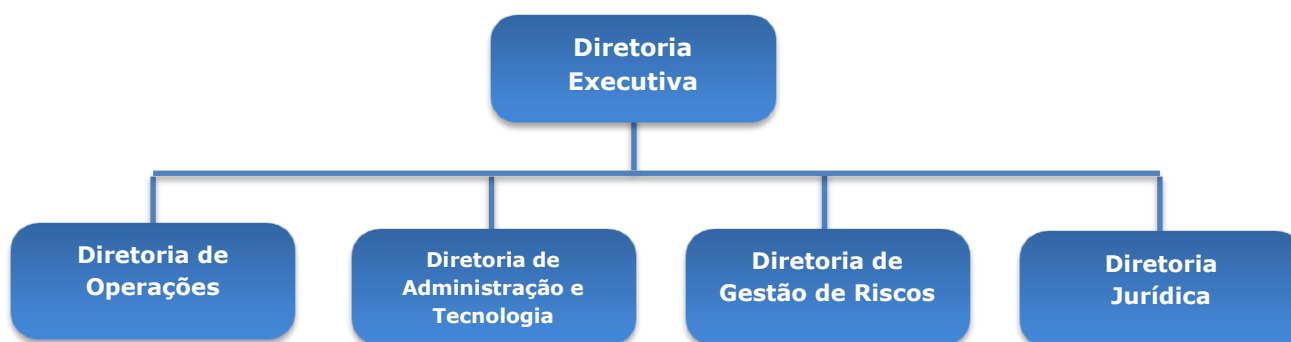 Diretoria
Executiva
Diretoria de
Operações
Diretoria de
Administração e
Tecnologia
Diretoria de
Gestão de Riscos
Diretoria
Jurídica